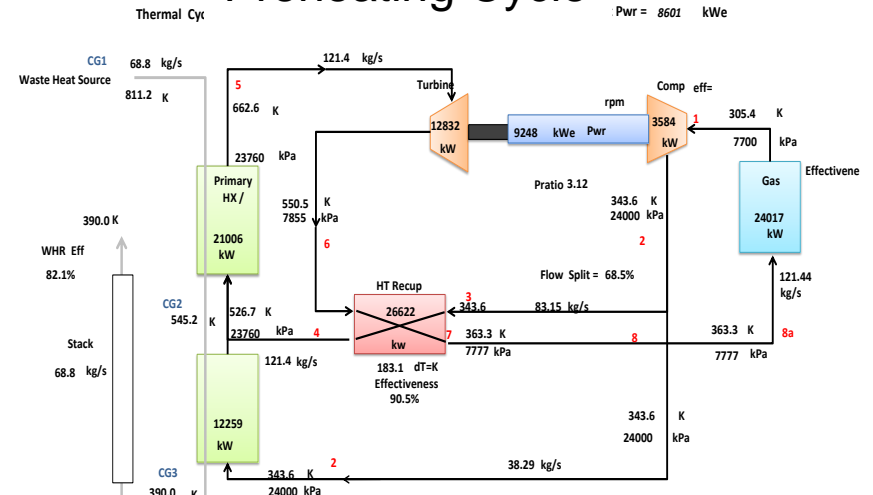 Preheating Cycle
Thermal Cyc
Pwr = 8601 kWe
CG1
68.8 kg/s
Waste Heat Source
811.2 K
121.4 kg/s
5
662.6 K
23760 kPa
Turbine
12832
kW
9248 kWe Pwr
rpm
Comp eff=
3584
kW
1
305.4 K
7700 kPa
Effectivene
Gas
24017
kW
Primary
HX /
21006
kW
550.5 K
7855 kPa
6
Pratio 3.12
343.6 K
24000 kPa
2
390.0 K
WHR Eff
82.1%
Flow Split = 68.5%
121.44
kg/s
HT Recup
26622
kw
3
343.6
83.15 kg/s
CG2
545.2 K
526.7 K
23760 kPa
4
7
363.3 K
7777 kPa
8
363.3 K
7777 kPa
8a
Stack
68.8 kg/s
121.4 kg/s
183.1 dT=K
Effectiveness
90.5%
12259
kW
343.6 K
24000 kPa
CG3
390.0 K
2
343.6 K
24000 kPa
38.29 kg/s